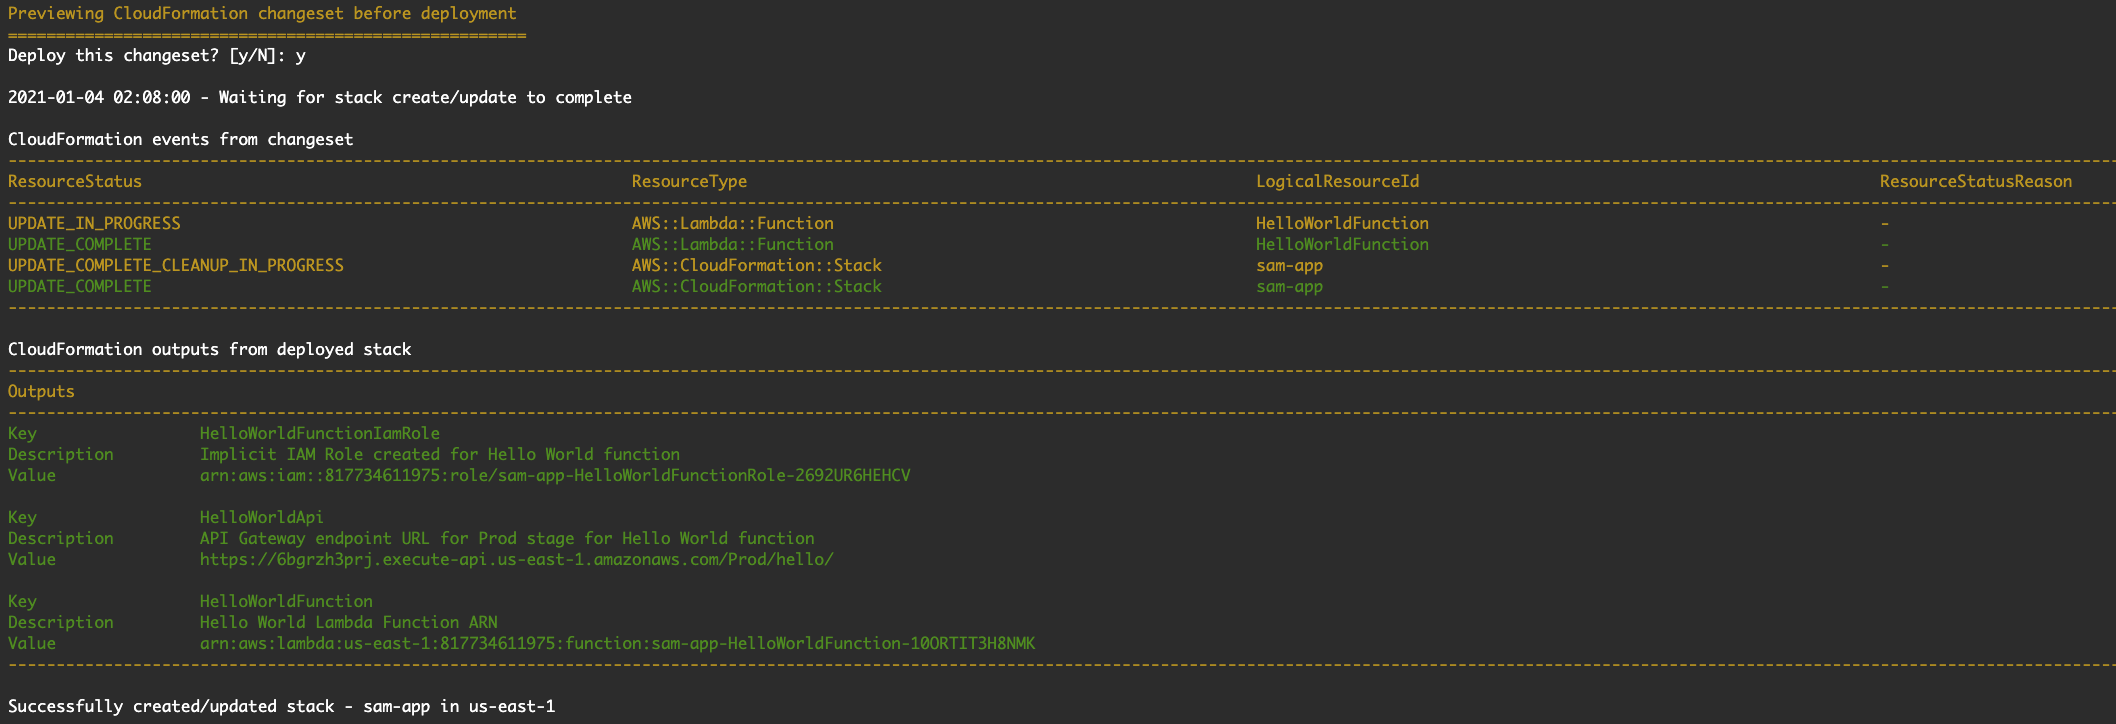 Previewing CloudFormation changeset before deployment
======================================================
Deploy this changeset? [y/N]: y
2021-01-04 02:08:00 - Waiting for stack create/update to complete
CloudFormation events from changeset
ResourceStatus ResourceType LogicalResourceId ResourceStatusReason
UPDATE_IN_PROGRESS AWS::Lambda::Function HelloWorldFunction -
UPDATE_COMPLETE AWS::Lambda::Function HelloWorldFunction -
UPDATE_COMPLETE_CLEANUP_IN_PROGRESS AWS::CloudFormation::Stack sam-app -
UPDATE_COMPLETE AWS::CloudFormation::Stack sam-app -
CloudFormation outputs from deployed stack
Outputs
Key HelloWorldFunctionIamRole
Description Implicit IAM Role created for Hello World function
Value arn:aws:iam::817734611975:role/sam-app-HelloWorldFunctionRole-2692UR6HEHCV
Key HelloWorldApi
Description API Gateway endpoint URL for Prod stage for Hello World function
Value https://6bgrzh3prj.execute-api.us-east-1.amazonaws.com/Prod/hello/
Key HelloWorldFunction
Description Hello World Lambda Function ARN
Value arn:aws:lambda:us-east-1:817734611975:function:sam-app-HelloWorldFunction-10ORTIT3H8NMK
Successfully created/updated stack - sam-app in us-east-1